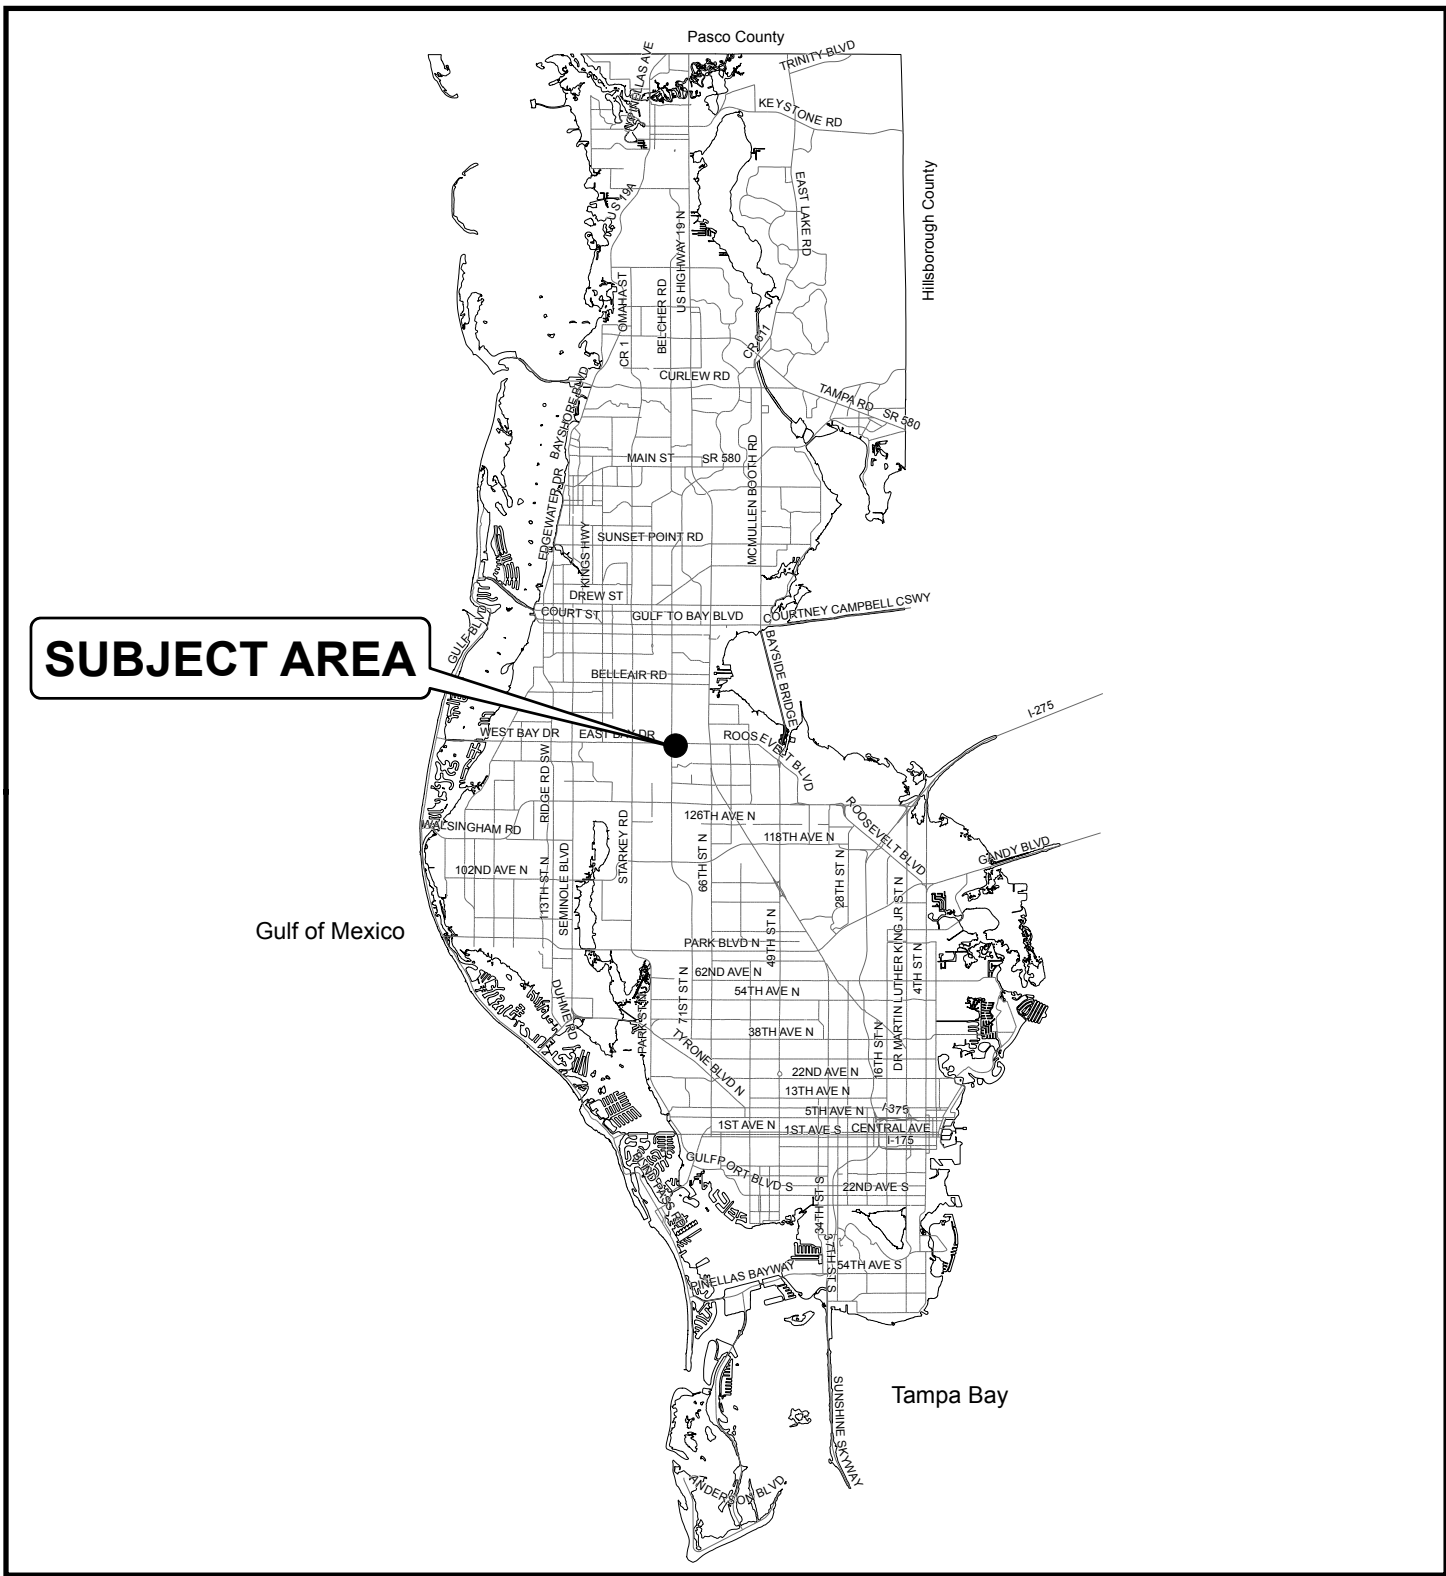 Pasco County
TRINITY BLVD
PINELLAS AVE
KEYSTONE RD
Hillsborough County
EAST LAKE RD
US 19A
US HIGHWAY 19 N
OMAHA ST
BELCHER RD
CR 1
CR 611
CURLEW RD
TAMPA RD
SR 580
BAYSHORE BLVD
MAIN ST
SR 580
MCMULLEN BOOTH RD
EDGEWATER DR
KINGS HWY
SUNSET POINT RD
DREW ST
COURT ST
GULF TO BAY BLVD
COURTNEY CAMPBELL CSWY
GULF BLVD
SUBJECT AREA
BAYSIDE BRIDGE
BELLEAIR RD
I-275
WEST BAY DR
EAST BAY DR
ROOSEVELT BLVD
RIDGE RD SW
WALSINGHAM RD
STARKEY RD
126TH AVE N
118TH AVE N
ROOSEVELT BLVD
GANDY BLVD
102ND AVE N
113TH ST N
SEMINOLE BLVD
66TH ST N
28TH ST N
Gulf of Mexico
PARK BLVD N
49TH ST N
DR MARTIN LUTHER KING JR ST N
4TH ST N
62ND AVE N
54TH AVE N
71ST ST N
DUHME RD
PARK ST N
38TH AVE N
16TH ST N
TYRONE BLVD N
22ND AVE N
13TH AVE N
5TH AVE N
I-375
1ST AVE N
1ST AVE S
CENTRAL AVE
I-175
GULFPORT BLVD S
22ND AVE S
34TH ST S
37TH ST S
54TH AVE S
PINELLAS BAYWAY
Tampa Bay
SUNSHINE SKYWAY
ANDERSON BLVD